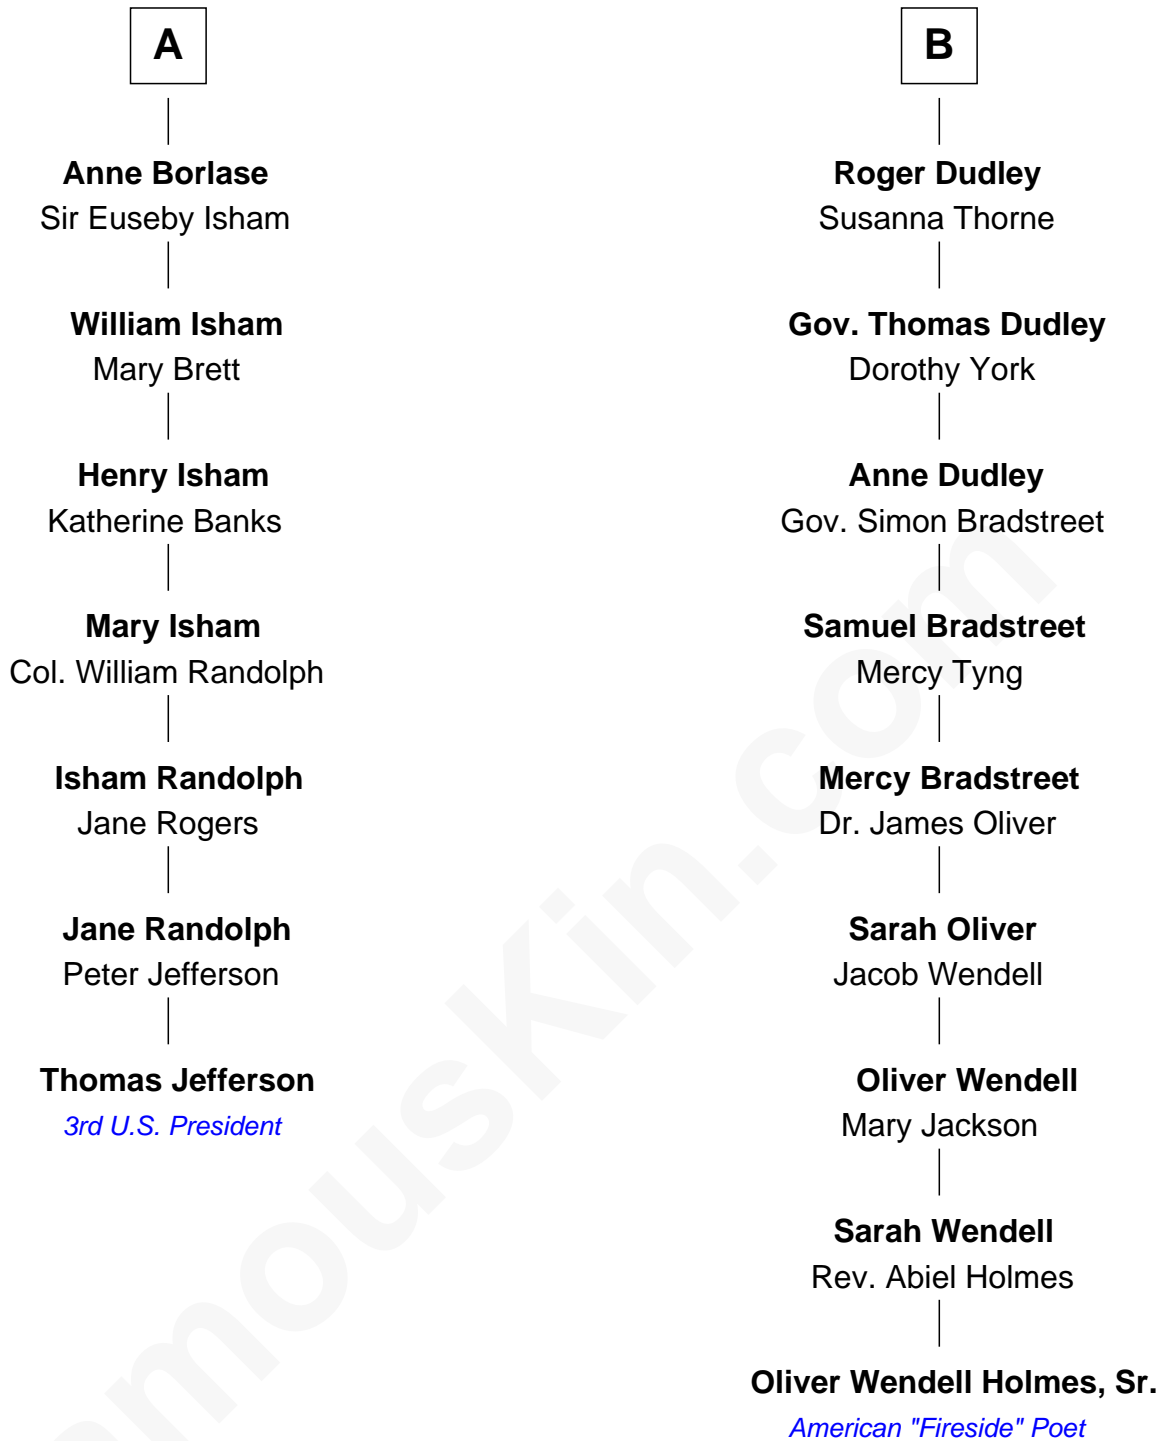 A
Anne Borlase
Sir Euseby Isham
William Isham
Mary Brett
Henry Isham
Katherine Banks
Mary Isham
Col. William Randolph
Isham Randolph
Jane Rogers
Jane Randolph
Peter Jefferson
Thomas Jefferson
3rd U.S. President
B
Roger Dudley
Susanna Thorne
Gov. Thomas Dudley
Dorothy York
Anne Dudley
Gov. Simon Bradstreet
Samuel Bradstreet
Mercy Tyng
Mercy Bradstreet
Dr. James Oliver
Sarah Oliver
Jacob Wendell
Oliver Wendell
Mary Jackson
Sarah Wendell
Rev. Abiel Holmes
Oliver Wendell Holmes, Sr.
American "Fireside" Poet
amouskin.com